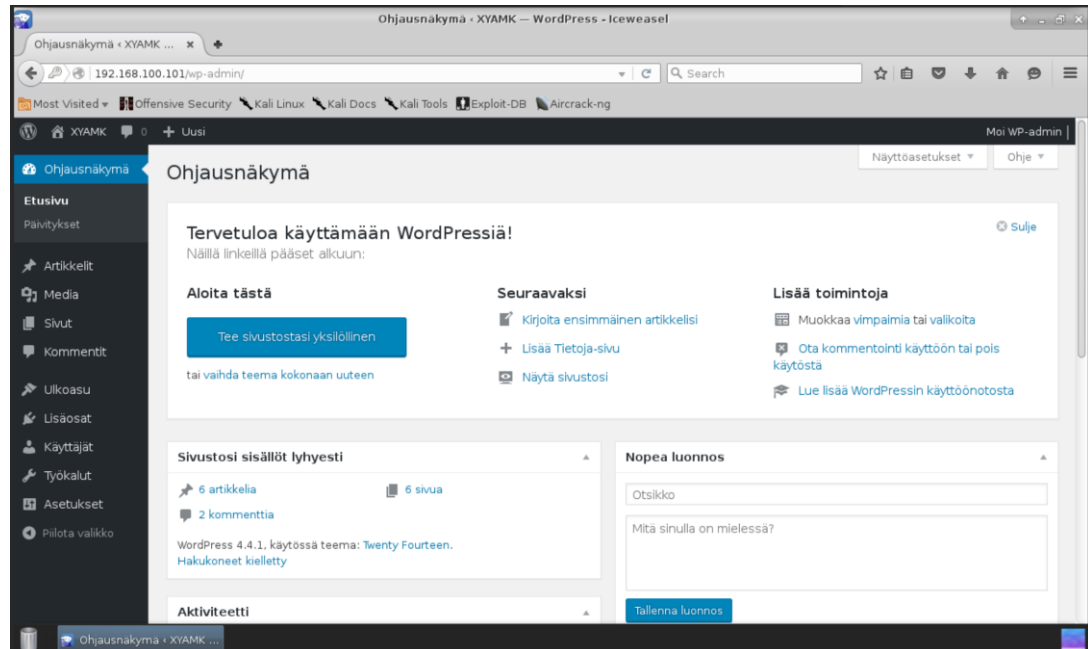 Ohjausnäkymä ‹ XYAMK — WordPress - Iceweasel
Ohjausnäkymä ‹ XYAMK ...
192.168.100.101/wp-admin/
Search
Most Visited
Offensive Security
Kali Linux
Kali Docs
Kali Tools
Exploit-DB
Aircrack-ng
XYAMK
0
Uusi
Moi WP-admin
Ohjausnäkymä
Etusivu
Päivitykset
Artikkelit
Media
Sivut
Kommentit
Ulkoasu
Lisäosat
Käyttäjät
Työkalut
Asetukset
Piilota valikko
Näyttöasetukset
Ohje
Ohjausnäkymä
Tervetuloa käyttämään WordPressiä!
Sulje
Näillä linkeillä pääset alkuun:
Aloita tästä
Tee sivustostasi yksilöllinen
tai vaihda teema kokonaan uuteen
Seuraavaksi
Kirjoita ensimmäinen artikkelisi
Lisää Tietoja-sivu
Näytä sivustosi
Lisää toimintoja
Muokkaa vimpaimia tai valikoita
Ota kommentointi käyttöön tai pois
käytöstä
Lue lisää WordPressin käyttöönotosta
Sivustosi sisällöt lyhyesti
6 artikkelia
6 sivua
2 kommenttia
WordPress 4.4.1, käytössä teema: Twenty Fourteen.
Hakukoneet kielletty
Aktiviteetti
Nopea luonnos
Otsikko
Mitä sinulla on mielessä?
Tallenna luonnos
Ohjausnäkymä ‹ XYAMK ...